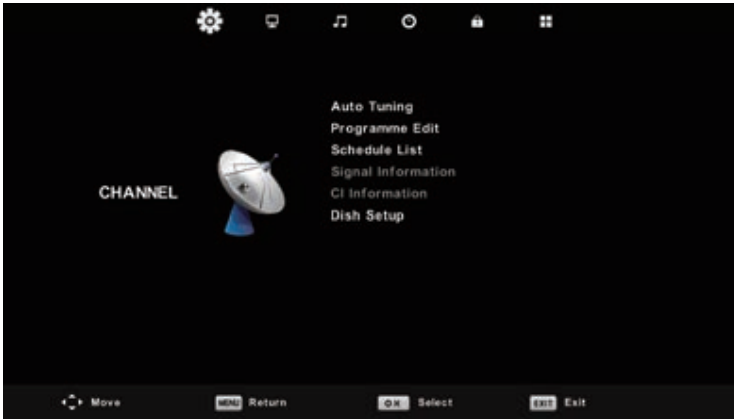 Auto Tuning
Programme Edit
Schedule List
Signal Information
CI Information
Dish Setup
CHANNEL
Move
MENU Return
OK Select
EXIT Exit